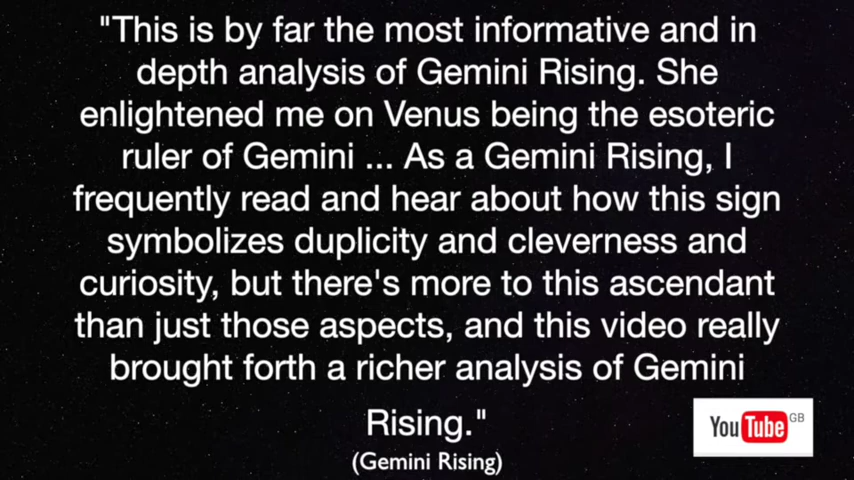 "This is by far the most informative and in
depth analysis of Gemini Rising. She
enlightened me on Venus being the esoteric
ruler of Gemini ... As a Gemini Rising, I
frequently read and hear about how this sign
symbolizes duplicity and cleverness and
curiosity, but there's more to this ascendant
than just those aspects, and this video really
brought forth a richer analysis of Gemini
Rising."
YouTube GB
(Gemini Rising)